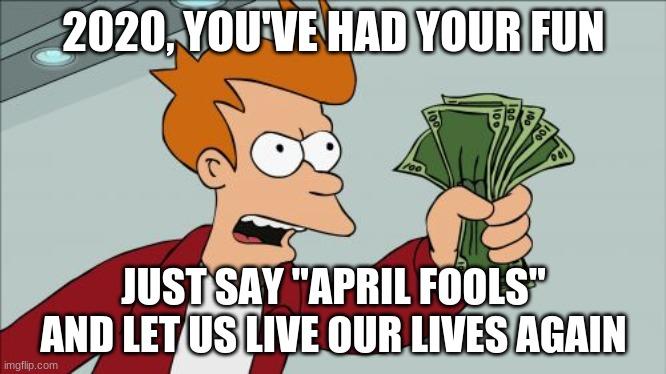 2020, YOU'VE HAD YOUR FUN
JUST SAY "APRIL FOOLS"
AND LET US LIVE OUR LIVES AGAIN
100
imgflip.com